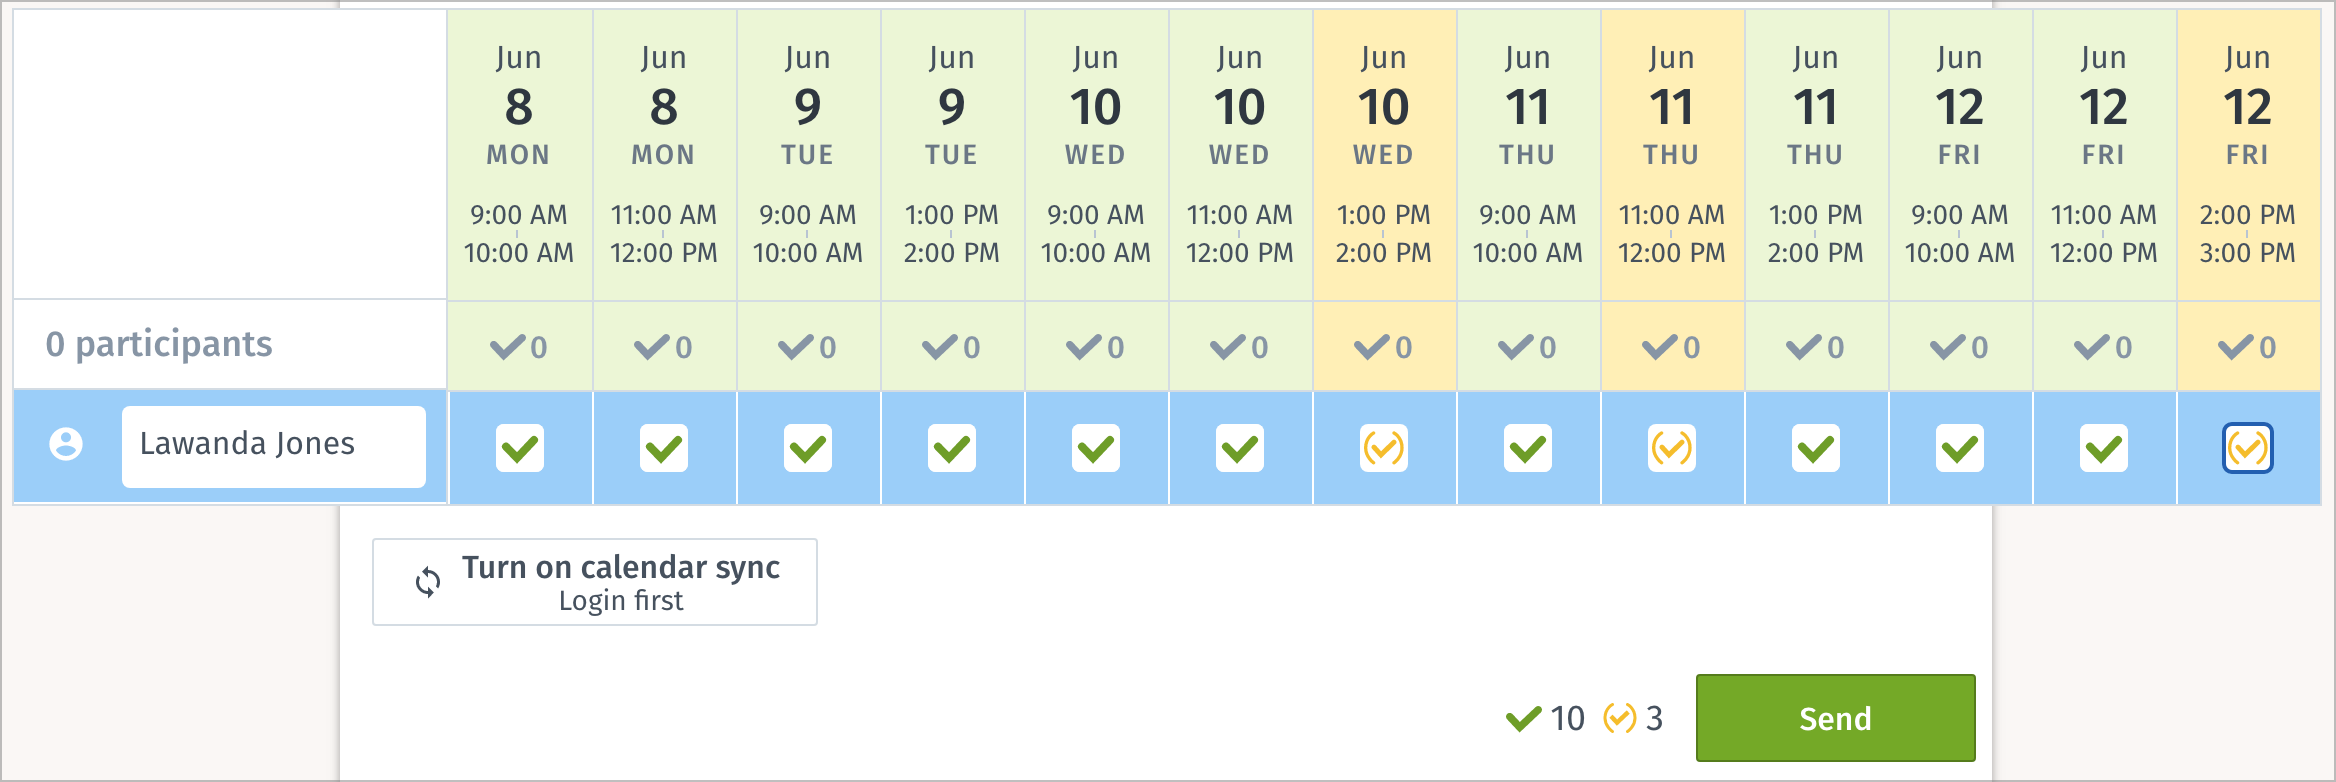 Jun Jun Jun Jun Jun Jun Jun Jun Jun Jun Jun Jun Jun
8 8 9 9 10 10 10 11 11 11 12 12 12
MON MON TUE TUE WED WED WED THU THU THU FRI FRI FRI
9:00 AM 11:00 AM 9:00 AM 1:00 PM 9:00 AM 11:00 AM 1:00 PM 9:00 AM 11:00 AM 1:00 PM 9:00 AM 11:00 AM 2:00 PM
10:00 AM 12:00 PM 10:00 AM 2:00 PM 10:00 AM 12:00 PM 2:00 PM 10:00 AM 12:00 PM 2:00 PM 10:00 AM 12:00 PM 3:00 PM
0 participants 0 0 0 0 0 0 0 0 0 0 0 0 0
Lawanda Jones
Turn on calendar sync
Login first
10 3 Send